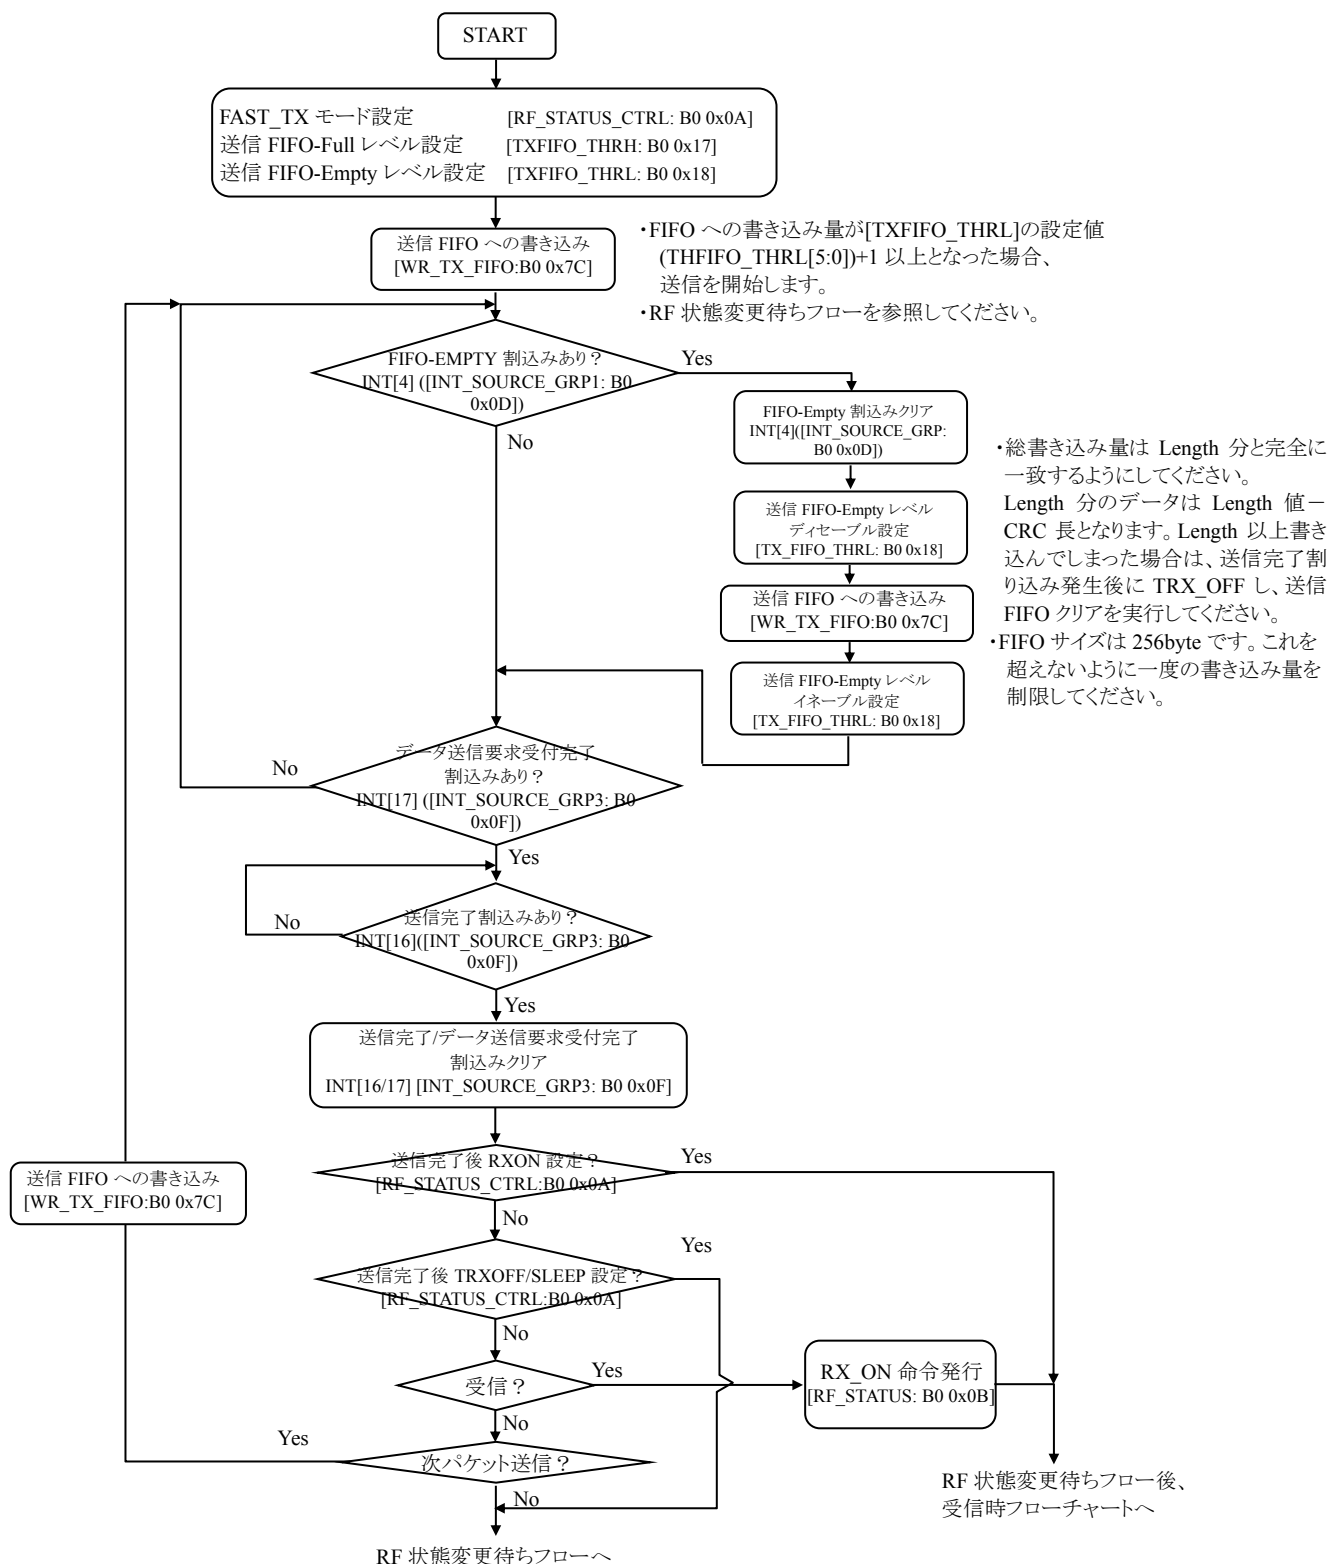 START
FAST_TX モード設定 [RF_STATUS_CTRL: B0 0x0A]
送信 FIFO-Full レベル設定 [TXFIFO_THRH: B0 0x17]
送信 FIFO-Empty レベル設定 [TXFIFO_THRL: B0 0x18]
送信 FIFO への書き込み
[WR_TX_FIFO:B0 0x7C]
・FIFO への書き込み量が[TXFIFO_THRL]の設定値
(THFIFO_THRL[5:0])+1 以上となった場合、
送信を開始します。
・RF 状態変更待ちフローを参照してください。
FIFO-EMPTY 割込みあり？
INT[4] ([INT_SOURCE_GRP1: B0
0x0D])
Yes
No
FIFO-Empty 割込みクリア
INT[4]([INT_SOURCE_GRP:
B0 0x0D])
送信 FIFO-Empty レベル
ディセーブル設定
[TX_FIFO_THRL: B0 0x18]
送信 FIFO への書き込み
[WR_TX_FIFO:B0 0x7C]
送信 FIFO-Empty レベル
イネーブル設定
[TX_FIFO_THRL: B0 0x18]
・総書き込み量は Length 分と完全に
一致するようにしてください。
Length 分のデータは Length 値－
CRC 長となります。Length 以上書き
込んでしまった場合は、送信完了割
り込み発生後に TRX_OFF し、送信
FIFO クリアを実行してください。
・FIFO サイズは 256byte です。これを
超えないように一度の書き込み量を
制限してください。
データ送信要求受付完了
割込みあり？
INT[17] ([INT_SOURCE_GRP3: B0
0x0F])
No
Yes
送信完了割込みあり？
INT[16]([INT_SOURCE_GRP3: B0
0x0F])
No
Yes
送信完了/データ送信要求受付完了
割込みクリア
INT[16/17] [INT_SOURCE_GRP3: B0 0x0F]
送信完了後 RXON 設定？
[RF_STATUS_CTRL:B0 0x0A]
Yes
No
送信 FIFO への書き込み
[WR_TX_FIFO:B0 0x7C]
送信完了後 TRXOFF/SLEEP 設定？
[RF_STATUS_CTRL:B0 0x0A]
Yes
No
受信？
Yes
No
RX_ON 命令発行
[RF_STATUS: B0 0x0B]
次パケット送信？
Yes
No
RF 状態変更待ちフロー後、
受信時フローチャートへ
RF 状態変更待ちフローへ